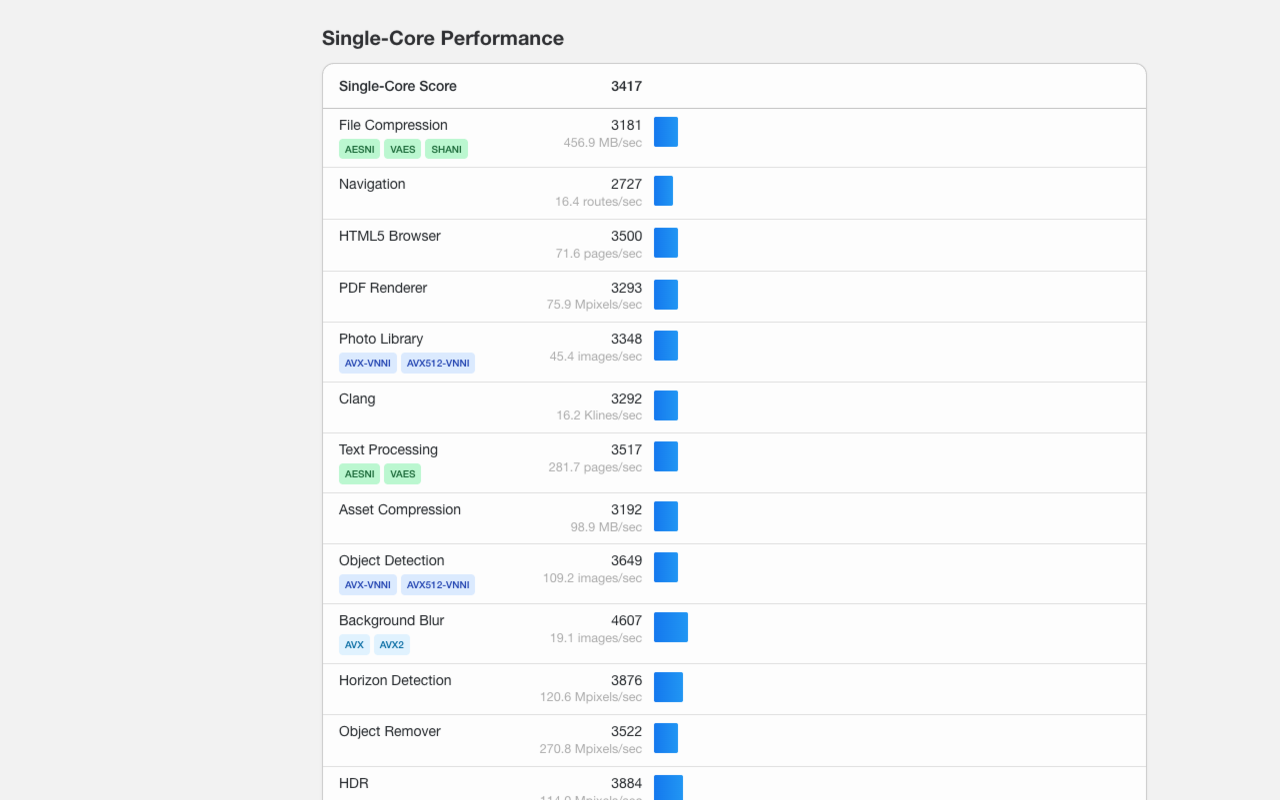 Single-Core Performance
Single-Core Score 3417
File Compression 3181
456.9 MB/sec
AESNI VAES SHANI
Navigation 2727
16.4 routes/sec
HTML5 Browser 3500
71.6 pages/sec
PDF Renderer 3293
75.9 Mpixels/sec
Photo Library 3348
45.4 images/sec
AVX-VNNI AVX512-VNNI
Clang 3292
16.2 Klines/sec
Text Processing 3517
281.7 pages/sec
AESNI VAES
Asset Compression 3192
98.9 MB/sec
Object Detection 3649
109.2 images/sec
AVX-VNNI AVX512-VNNI
Background Blur 4607
19.1 images/sec
AVX AVX2
Horizon Detection 3876
120.6 Mpixels/sec
Object Remover 3522
270.8 Mpixels/sec
HDR 3884